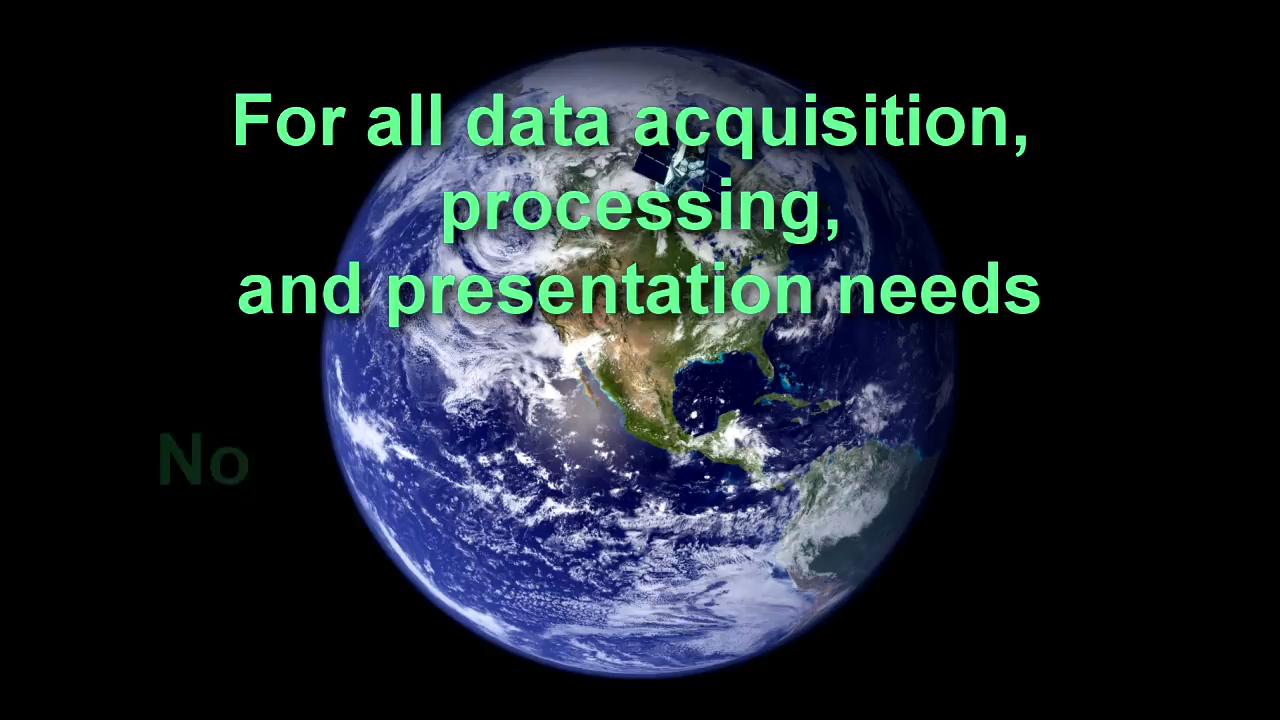 For all data acquisition,
processing,
and presentation needs
No